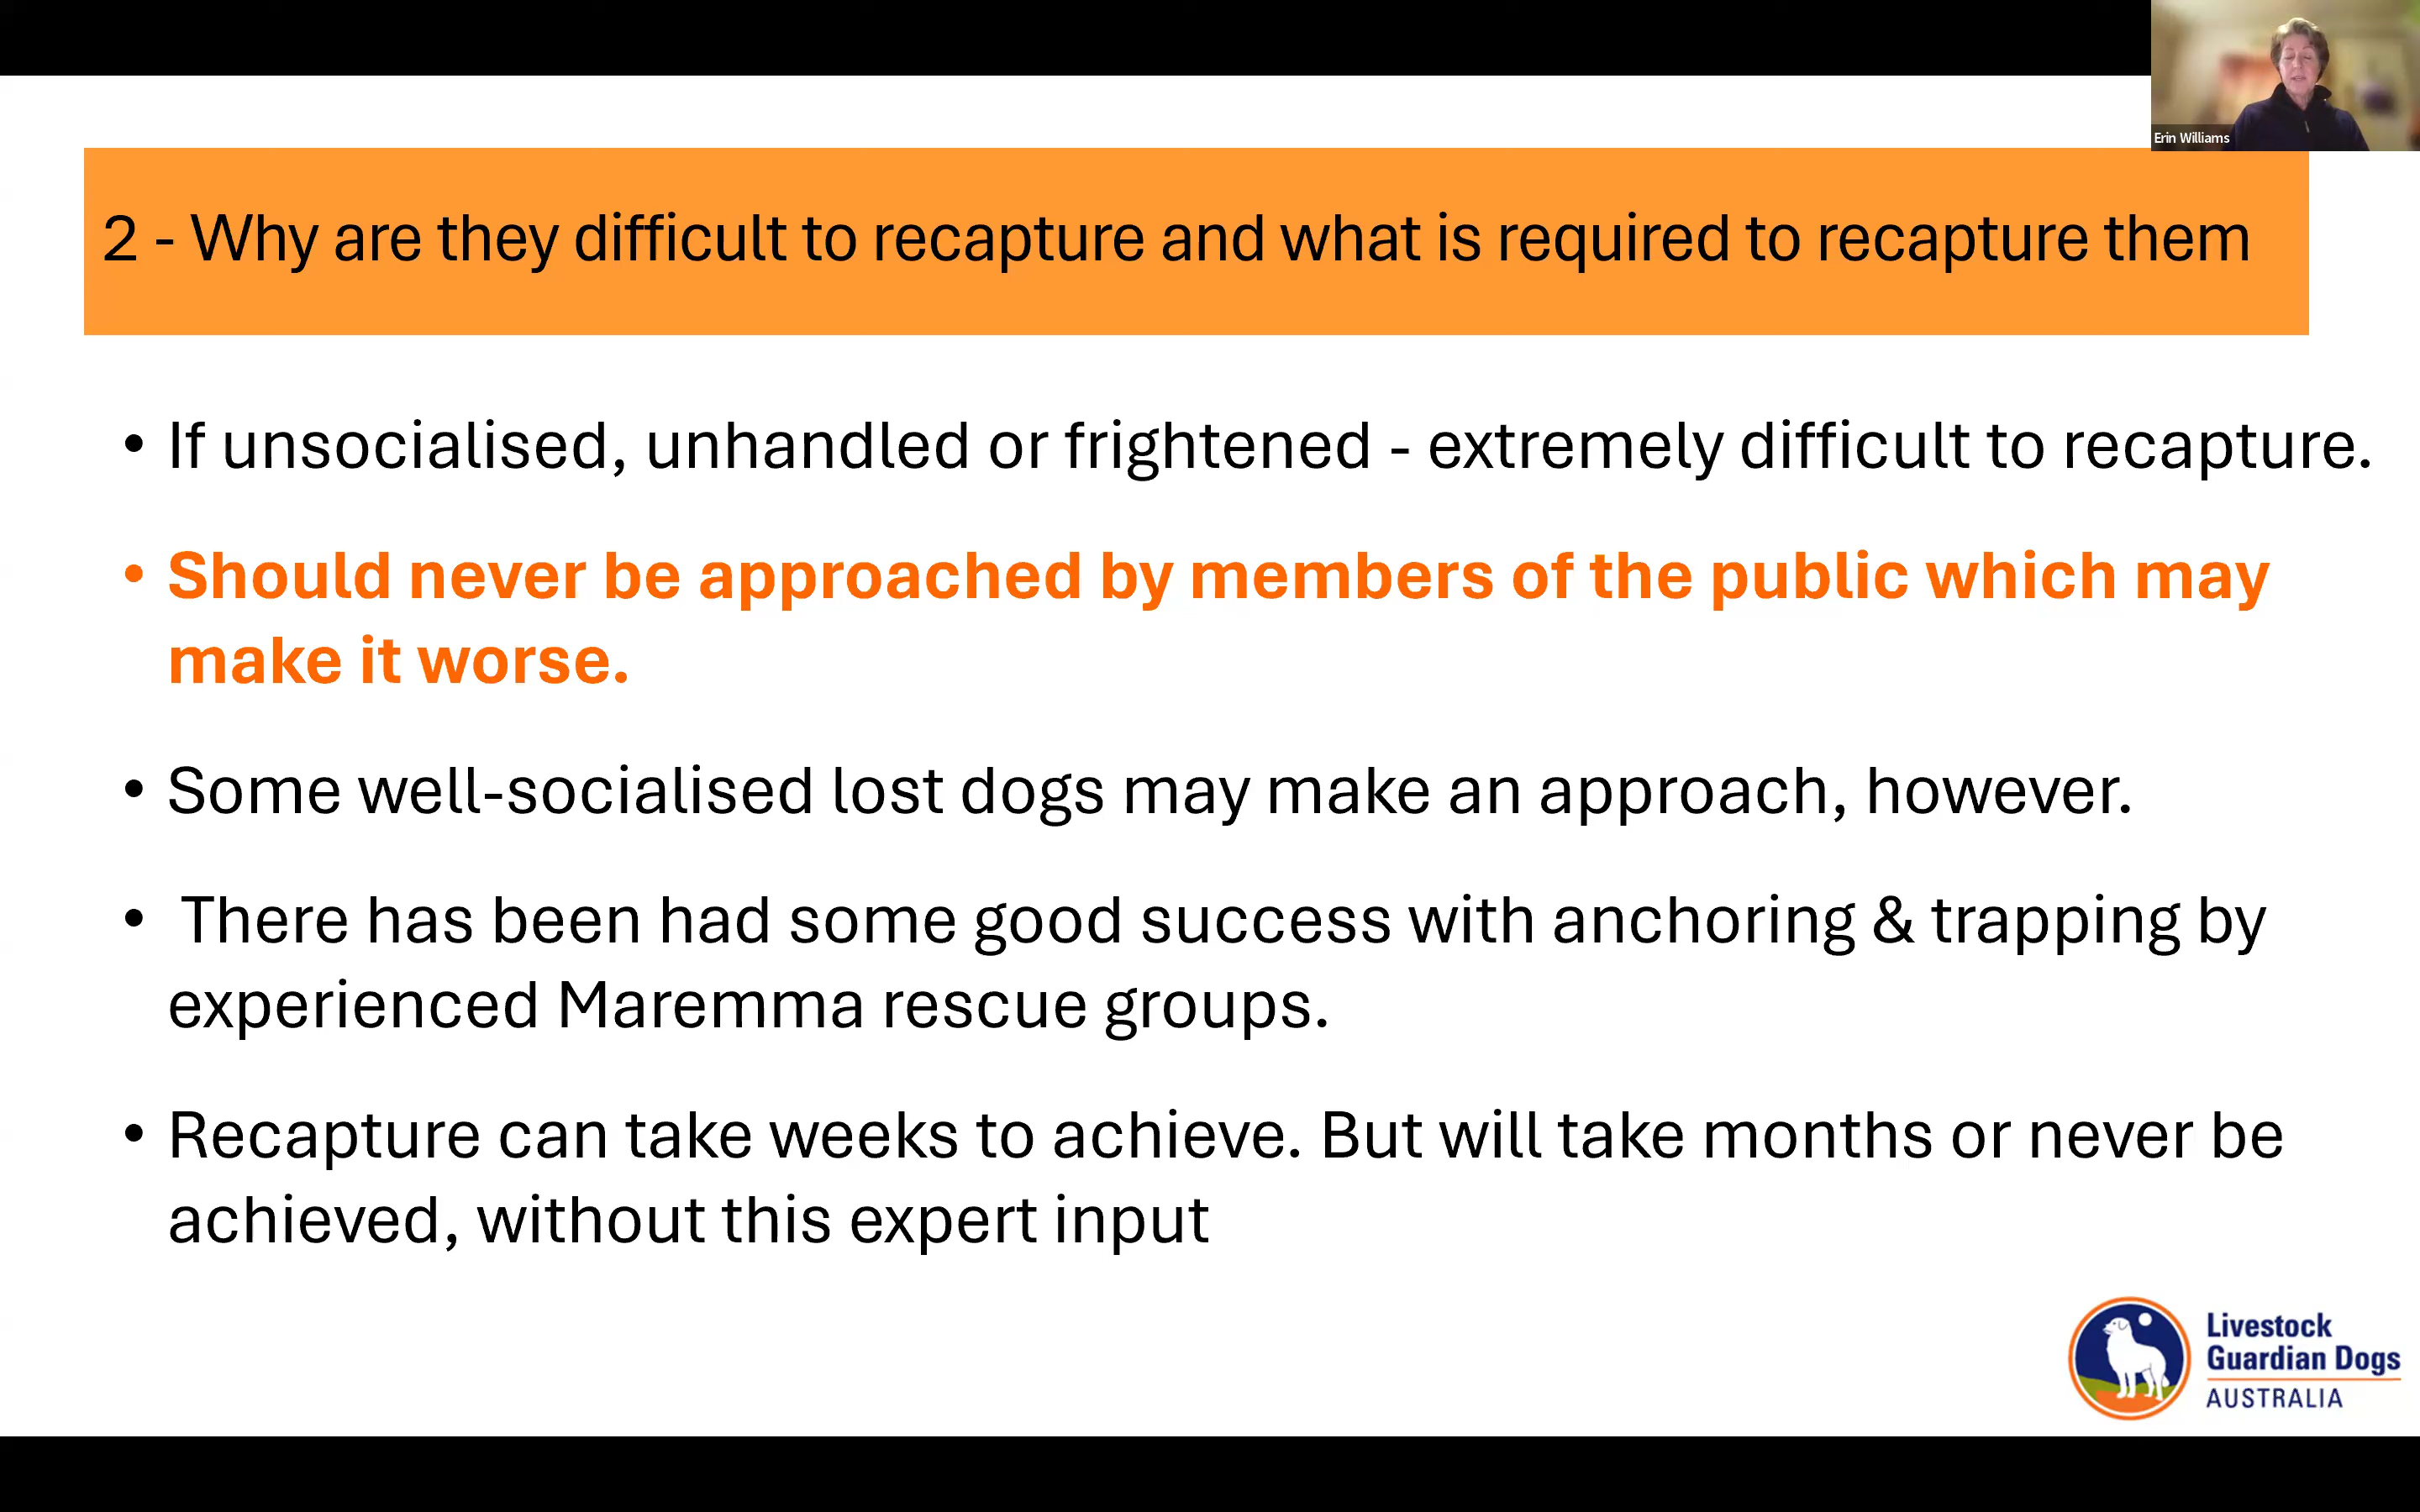 Erin Williams
2 - Why are they difficult to recapture and what is required to recapture them
• If unsocialised, unhandled or frightened - extremely difficult to recapture.
• Should never be approached by members of the public which may
make it worse.
• Some well-socialised lost dogs may make an approach, however.
• There has been had some good success with anchoring & trapping by
experienced Maremma rescue groups.
• Recapture can take weeks to achieve. But will take months or never be
achieved, without this expert input
Livestock
Guardian Dogs
AUSTRALIA